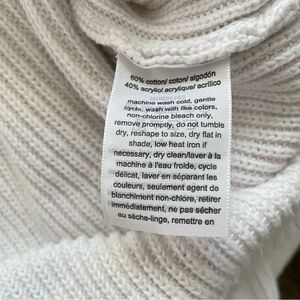 60% cotton/ coton/ algodón
40% acrylic/ acrylique/ acrílico
machine wash cold, gentle
cycle, wash with like colors,
non-chlorine bleach only,
remove promptly, do not tumble
dry, reshape to size, dry flat in
shade, low heat iron if
necessary, dry clean/laver à la
machine à l'eau froide, cycle
délicat, laver en séparant les
couleurs, seulement agent de
blanchiment non-chlore, retirer
immédiatement, ne pas sécher
au sèche-linge, remettre en